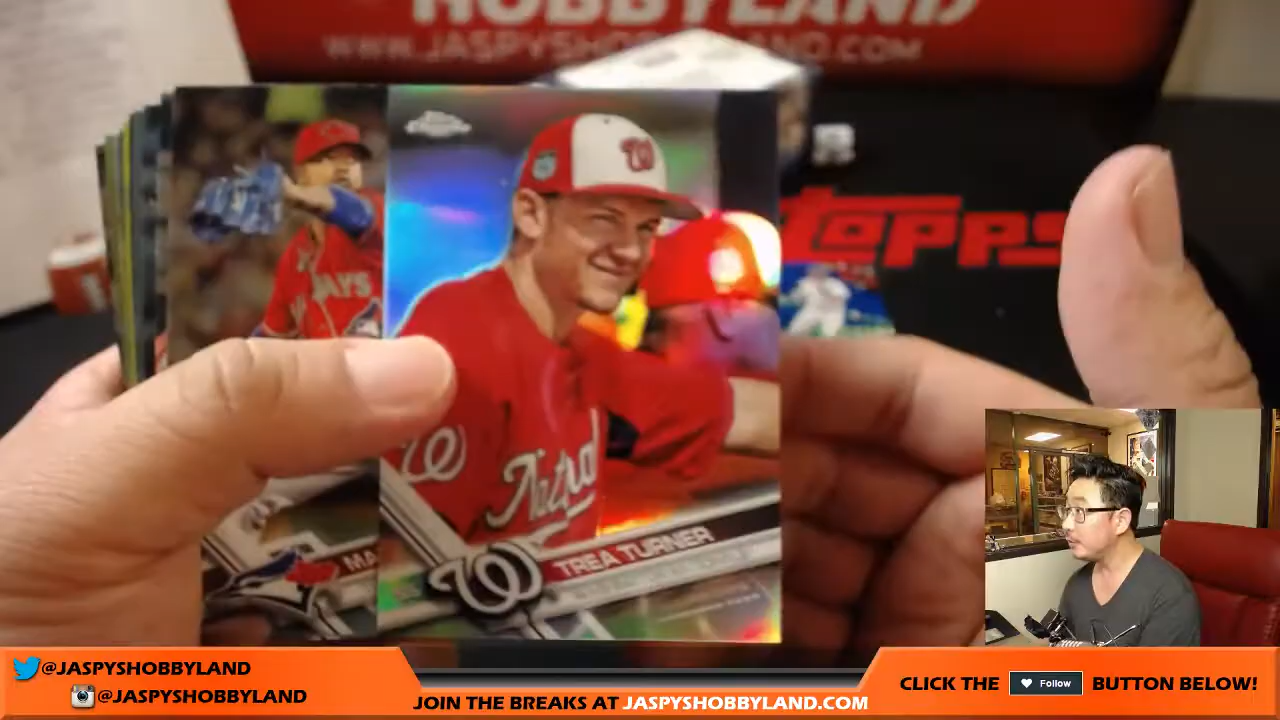 HOBBYLAND
WWW.JASPYSHOBBYLAND.COM
topps
Chrome
W
W
JAYS
W
TREA TURNER
MA
@JASPYSHOBBYLAND
@JASPYSHOBBYLAND
JOIN THE BREAKS AT JASPYSHOBBYLAND.COM
CLICK THE Follow BUTTON BELOW!